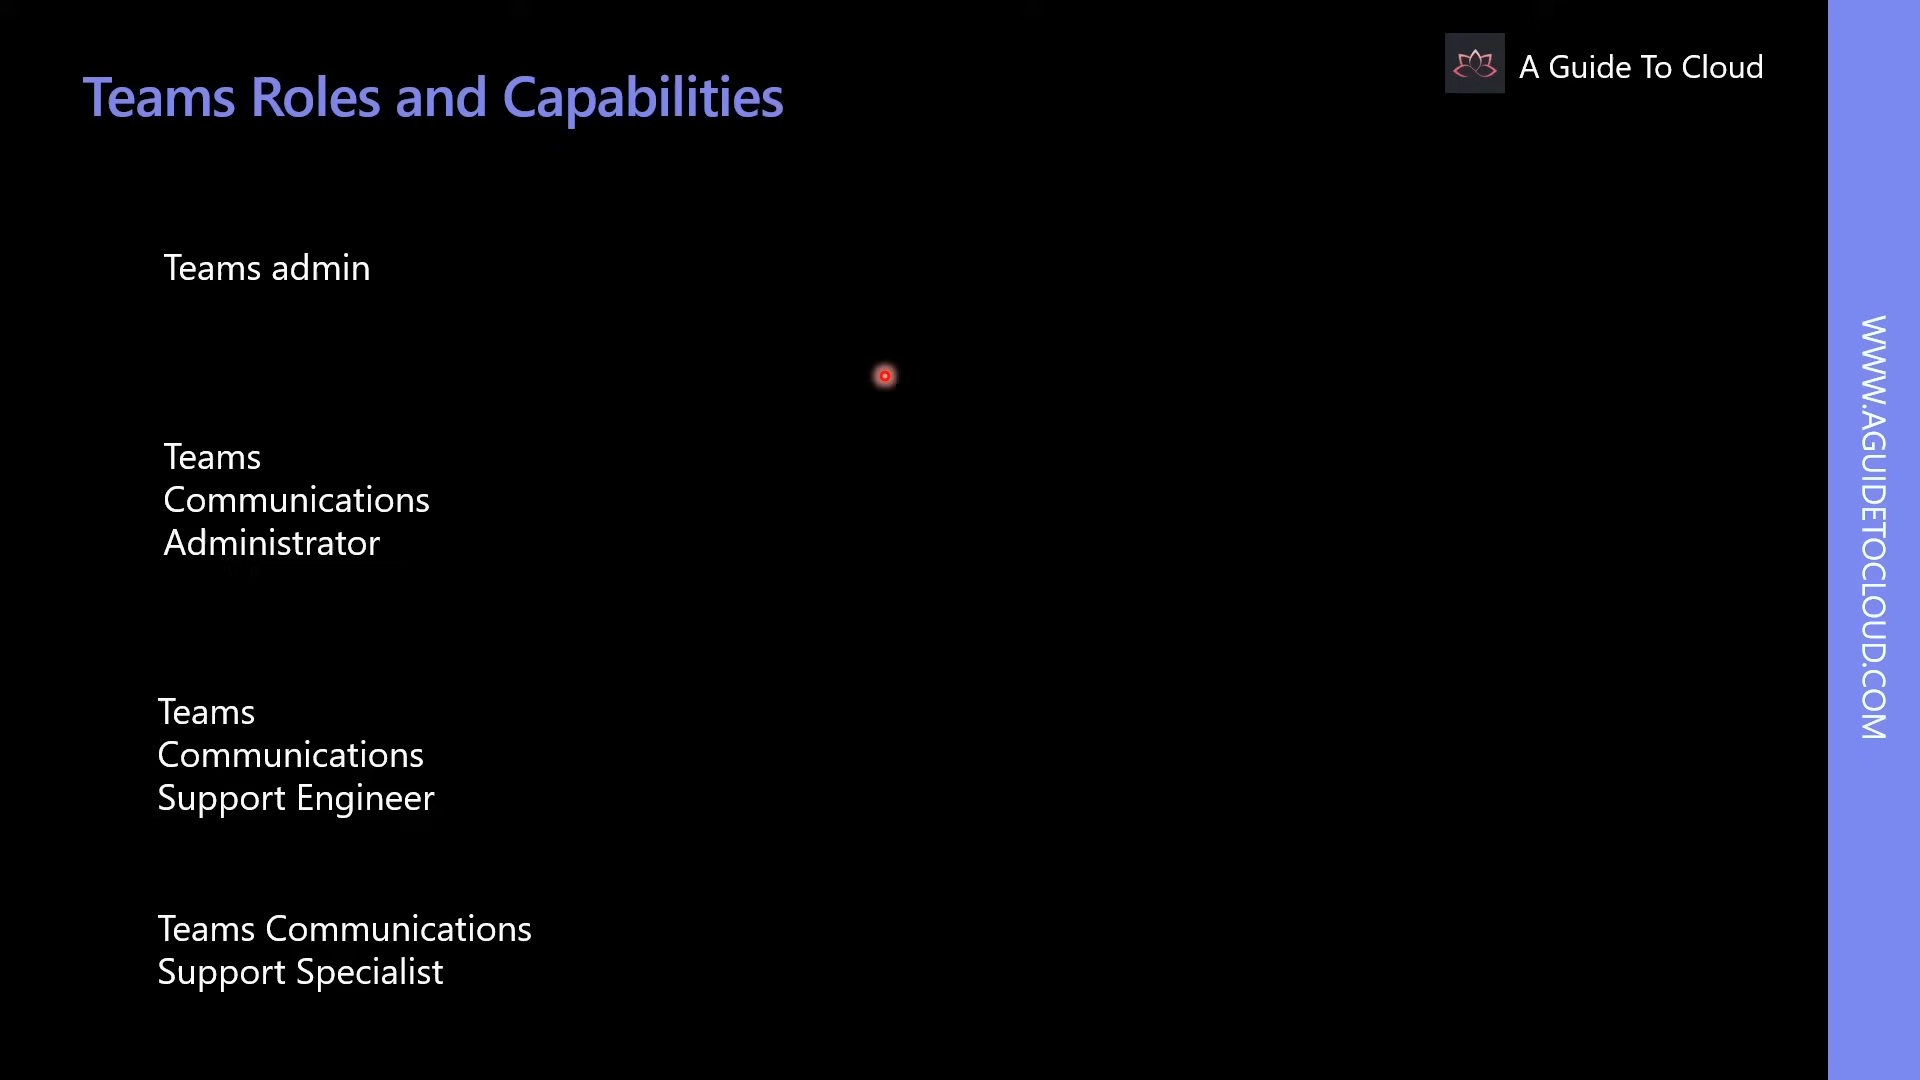 Teams Roles and Capabilities
A Guide To Cloud
Teams admin
Teams
Communications
Administrator
Teams
Communications
Support Engineer
Teams Communications
Support Specialist
WWW.AGUIDETOCLOUD.COM